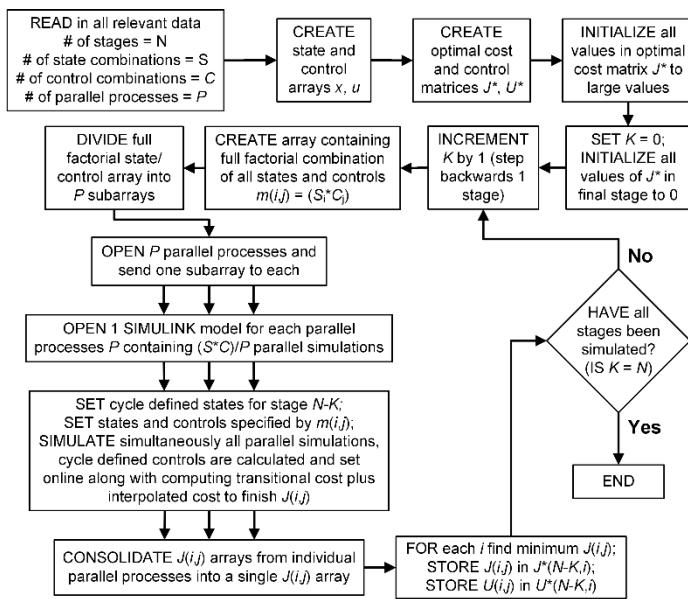 READ in all relevant data
# of stages = N
# of state combinations = S
# of control combinations = C
# of parallel processes = P
CREATE
state and
control
arrays x, u
CREATE
optimal cost
and control
matrices J*, U*
INITIALIZE all
values in optimal
cost matrix J* to
large values
SET K = 0;
INITIALIZE all
values of J* in
final stage to 0
INCREMENT
K by 1 (step
backwards 1
stage)
CREATE array containing
full factorial combination
of all states and controls
m(i,j) = (Si*Cj)
DIVIDE full
factorial state/
control array into
P subarrays
OPEN P parallel processes and
send one subarray to each
OPEN 1 SIMULINK model for each parallel
processes P containing (S*C)/P parallel simulations
SET cycle defined states for stage N-K;
SET states and controls specified by m(i,j);
SIMULATE simultaneously all parallel simulations,
cycle defined controls are calculated and set
online along with computing transitional cost plus
interpolated cost to finish J(i,j)
CONSOLIDATE J(i,j) arrays from individual
parallel processes into a single J(i,j) array
FOR each i find minimum J(i,j);
STORE J(i,j) in J*(N-K,i);
STORE U(i,j) in U*(N-K,i)
No
HAVE all
stages been
simulated?
(IS K = N)
Yes
END